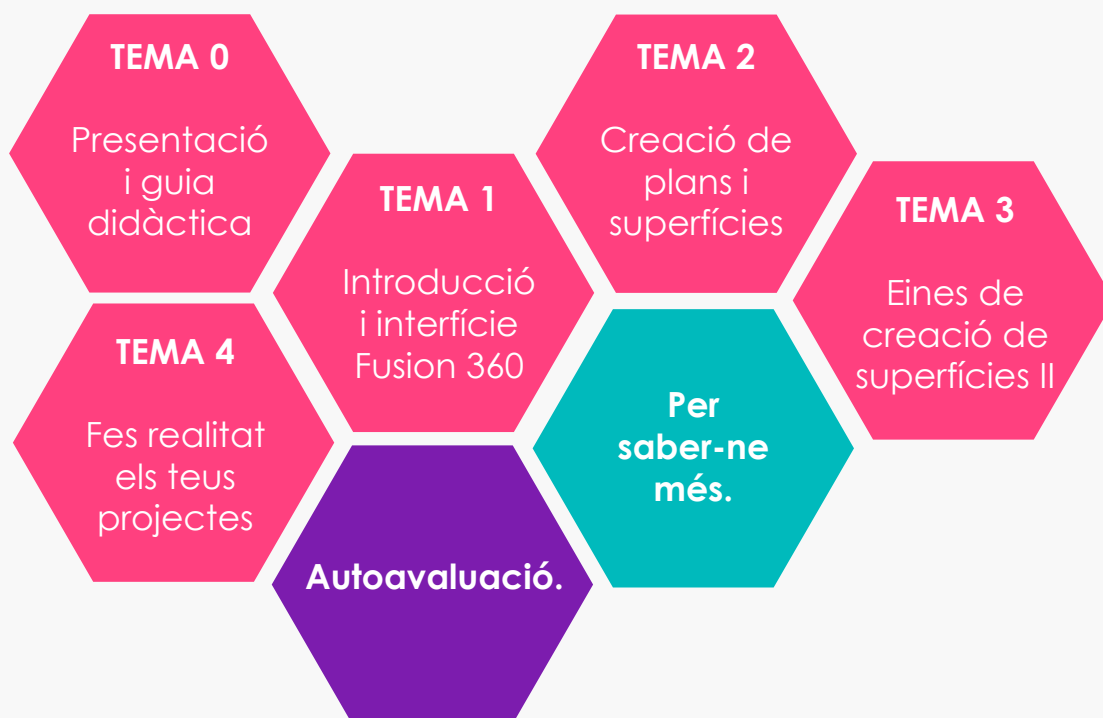 TEMA 0
Presentació
i guia
didàctica
TEMA 1
Introducció
i interfície
Fusion 360
TEMA 2
Creació de
plans i
superfícies
TEMA 3
Eines de
creació de
superfícies II
TEMA 4
Fes realitat
els teus
projectes
Per
saber-ne
més.
Autoavaluació.